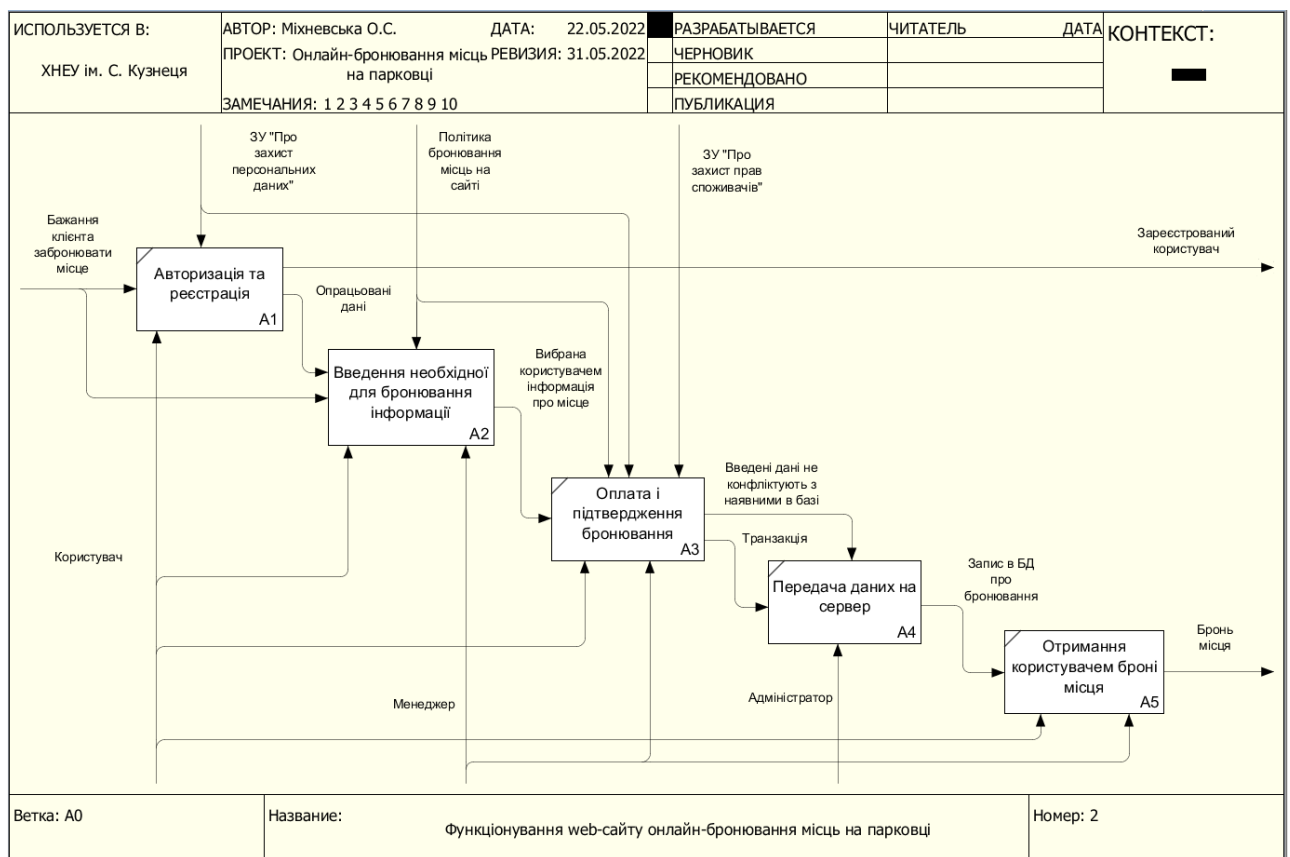 ИСПОЛЬЗУЕТСЯ В:
ХНЕУ ім. С. Кузнеця
АВТОР: Міхневська О.С.
ДАТА: 22.05.2022
ПРОЕКТ: Онлайн-бронювання місць
на парковці
РЕВИЗИЯ: 31.05.2022
ЗАМЕЧАНИЯ: 1 2 3 4 5 6 7 8 9 10
РАЗРАБАТЫВАЕТСЯ
ЧЕРНОВИК
РЕКОМЕНДОВАНО
ПУБЛИКАЦИЯ
ЧИТАТЕЛЬ
ДАТА
КОНТЕКСТ:
ЗУ "Про
захист
персональних
даних"
Політика
бронювання
місць на
сайті
ЗУ "Про
захист прав
споживачів"
Бажання
клієнта
забронювати
місце
Зареєстрований
користувач
Авторизація та
реєстрація
A1
Опрацьовані
дані
Введення необхідної
для бронювання
інформації
A2
Вибрана
користувачем
інформація
про місце
Оплата і
підтвердження
бронювання
A3
Введені дані не
конфліктують з
наявними в базі
Транзакція
Користувач
Передача даних на
сервер
A4
Запис в БД
про
бронювання
Отримання
користувачем броні
місця
A5
Бронь
місця
Менеджер
Адміністратор
Ветка: A0
Название:
Функціонування web-сайту онлайн-бронювання місць на парковці
Номер: 2